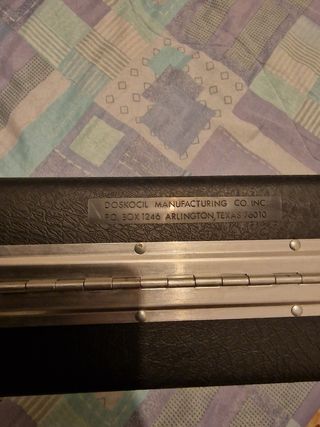 DOSKOCIL MANUFACTURING CO. INC.
P.O. BOX 1246 ARLINGTON, TEXAS 76010